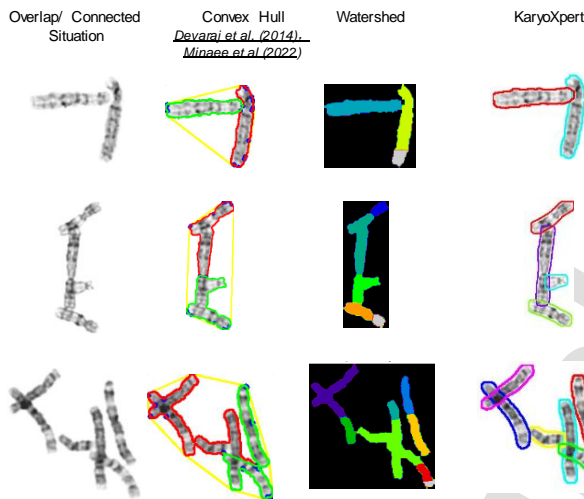 Overlap/ Connected Situation
Convex Hull
Devaraj et al. (2014),
Minaee et al (2022)
Watershed
KaryoXpert